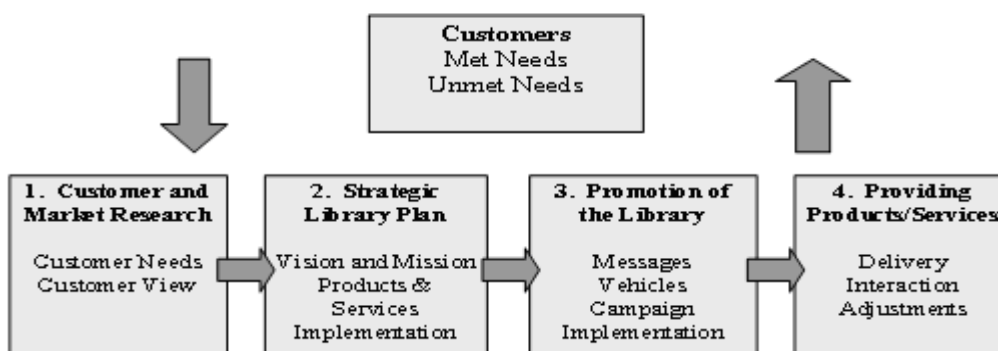 Customers
Met Needs
Unmet Needs
1. Customer and
Market Research
Customer Needs
Customer View
2. Strategic
Library Plan
Vision and Mission
Products &
Services
Implementation
3. Promotion of
the Library
Messages
Vehicles
Campaign
Implementation
4. Providing
Products/Services
Delivery
Interaction
Adjustments